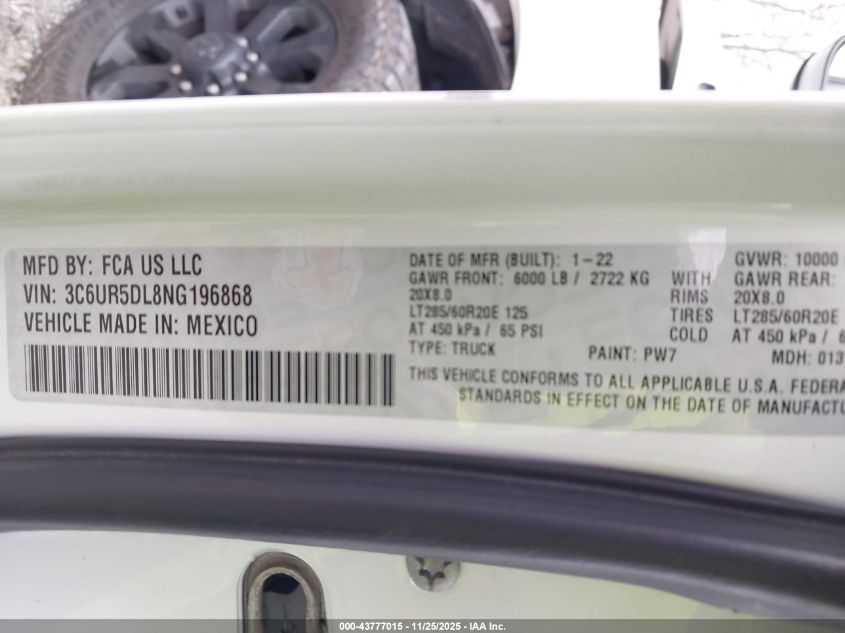 MFD BY: FCA US LLC
VIN: 3C6UR5DL8NG196868
VEHICLE MADE IN: MEXICO
DATE OF MFR (BUILT): 1-22 GVWR: 10000
GAWR FRONT: 6000 LB / 2722 KG WITH GAWR REAR:
20X8.0 RIMS 20X8.0
LT285/60R20E 125 TIRES LT285/60R20E
AT 450 kPa / 65 PSI COLD AT 450 kPa / 6
TYPE: TRUCK PAINT: PW7 MDH: 013
THIS VEHICLE CONFORMS TO ALL APPLICABLE U.S.A. FEDERA
STANDARDS IN EFFECT ON THE DATE OF MANUFACTU
000-43777015 - 11/25/2025 - IAA Inc.